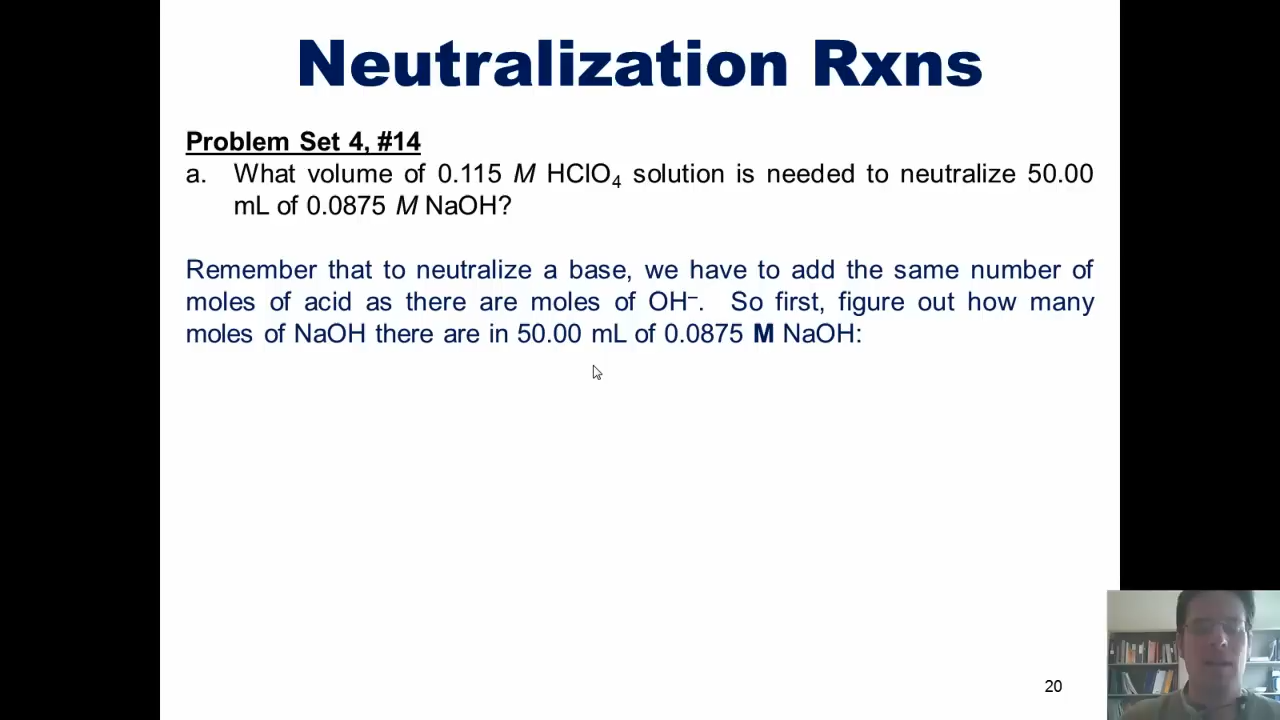 Neutralization Rxns
Problem Set 4, #14
a. What volume of 0.115 M HClO₄ solution is needed to neutralize 50.00
mL of 0.0875 M NaOH?
Remember that to neutralize a base, we have to add the same number of
moles of acid as there are moles of OH⁻. So first, figure out how many
moles of NaOH there are in 50.00 mL of 0.0875 M NaOH:
20